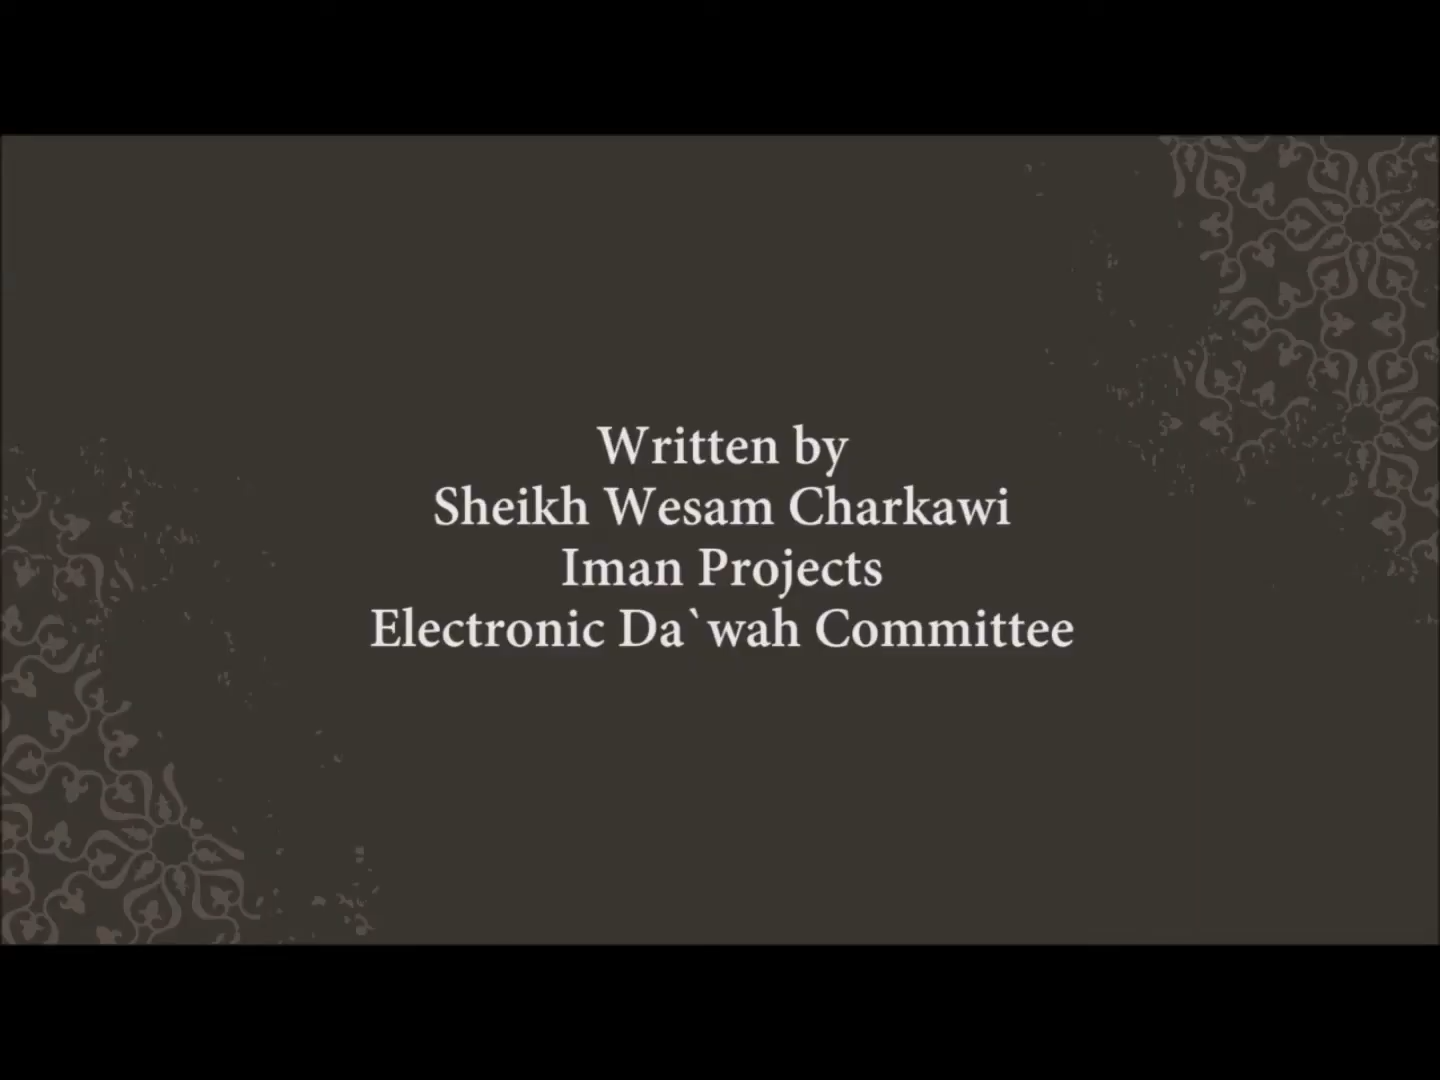 Written by
Sheikh Wesam Charkawi
Iman Projects
Electronic Da`wah Committee